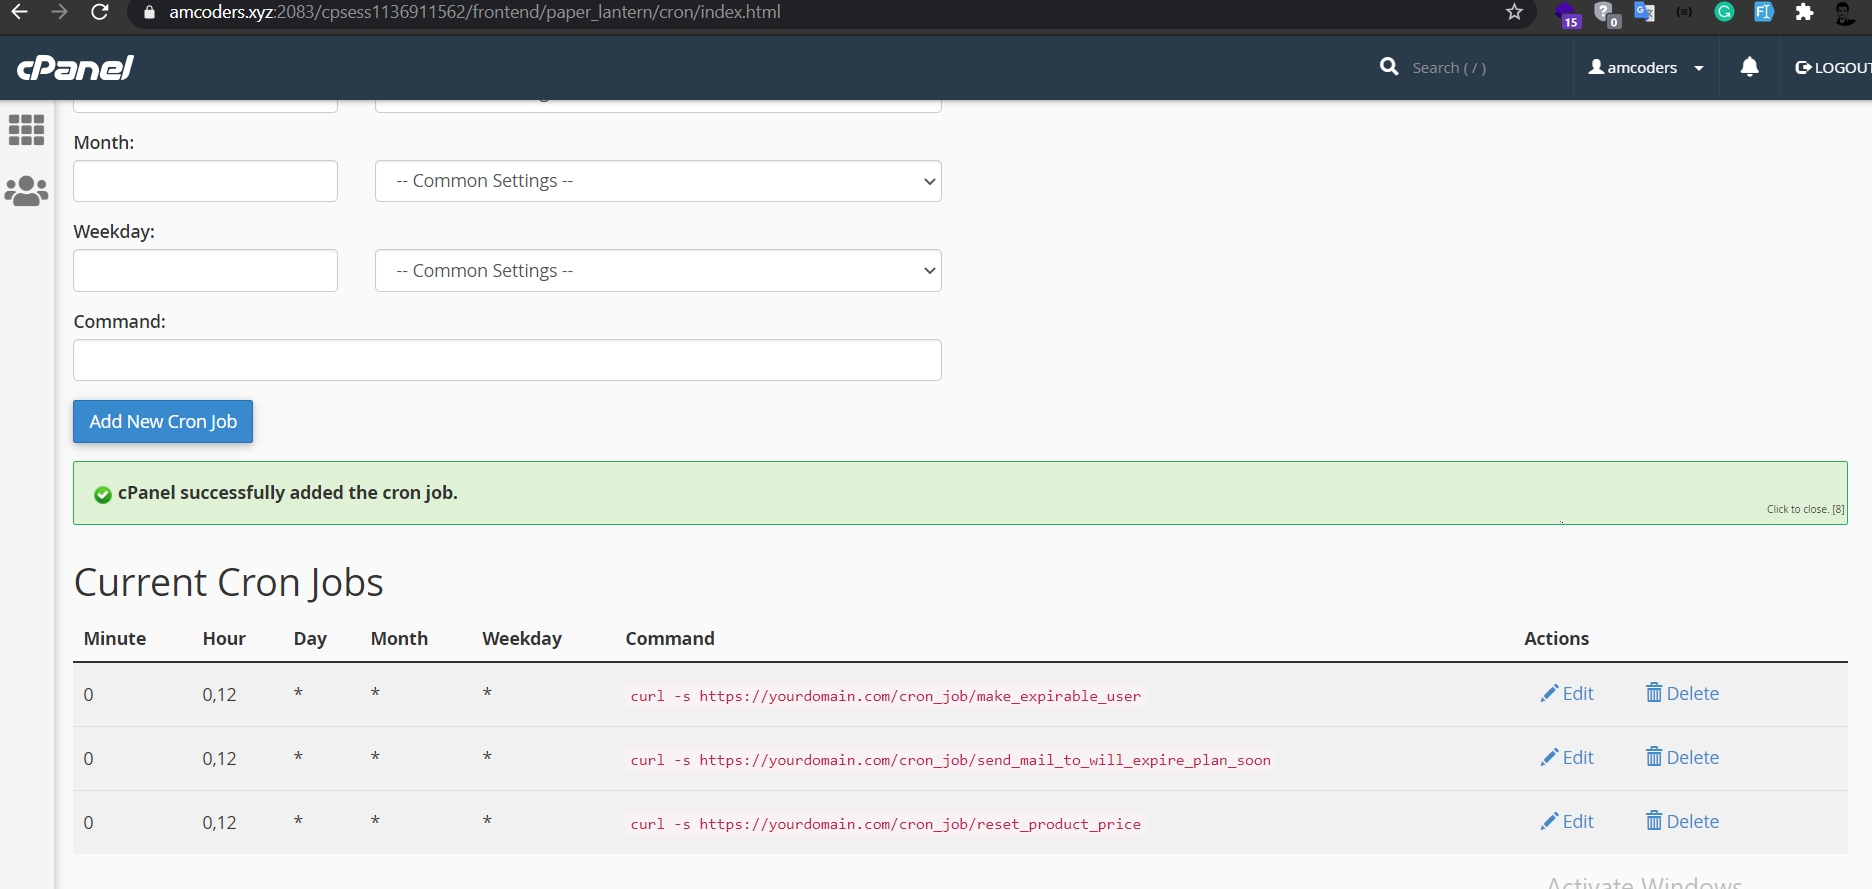 amcoders.xyz:2083/cpsess1136911562/frontend/paper_lantern/cron/index.html
15
0
cPanel
Search ( / )
amcoders
LOGOUT
Month:
-- Common Settings --
Weekday:
-- Common Settings --
Command:
Add New Cron Job
cPanel successfully added the cron job.
Click to close. [8]
Current Cron Jobs
Minute Hour Day Month Weekday Command Actions
0 0,12 * * * curl -s https://yourdomain.com/cron_job/make_expirable_user Edit Delete
0 0,12 * * * curl -s https://yourdomain.com/cron_job/send_mail_to_will_expire_plan_soon Edit Delete
0 0,12 * * * curl -s https://yourdomain.com/cron_job/reset_product_price Edit Delete
Activate Windows